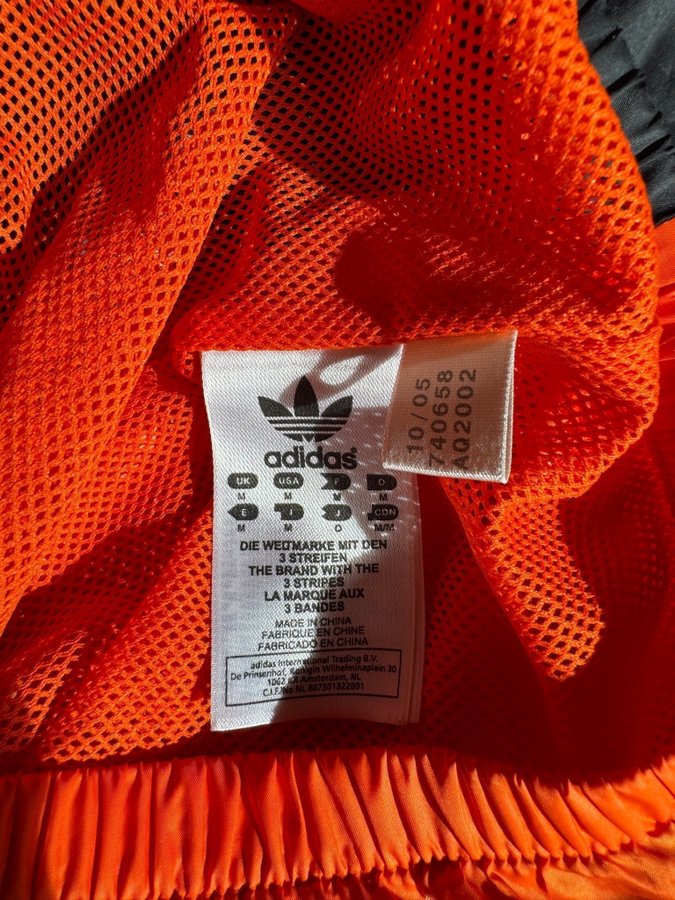 adidas
UK USA F D
M M M M
E I J CDN
M M O M/M
DIE WELTMARKE MIT DEN
3 STREIFEN
THE BRAND WITH THE
3 STRIPES
LA MARQUE AUX
3 BANDES
MADE IN CHINA
FABRIQUE EN CHINE
FABRICADO EN CHINA
adidas International Trading B.V.
De Prinsenhof, Koningin Wilhelminaplein 30
1062 KR Amsterdam, NL
C.I.F./No NL 007301322B01
10/05
740658
AQ2002